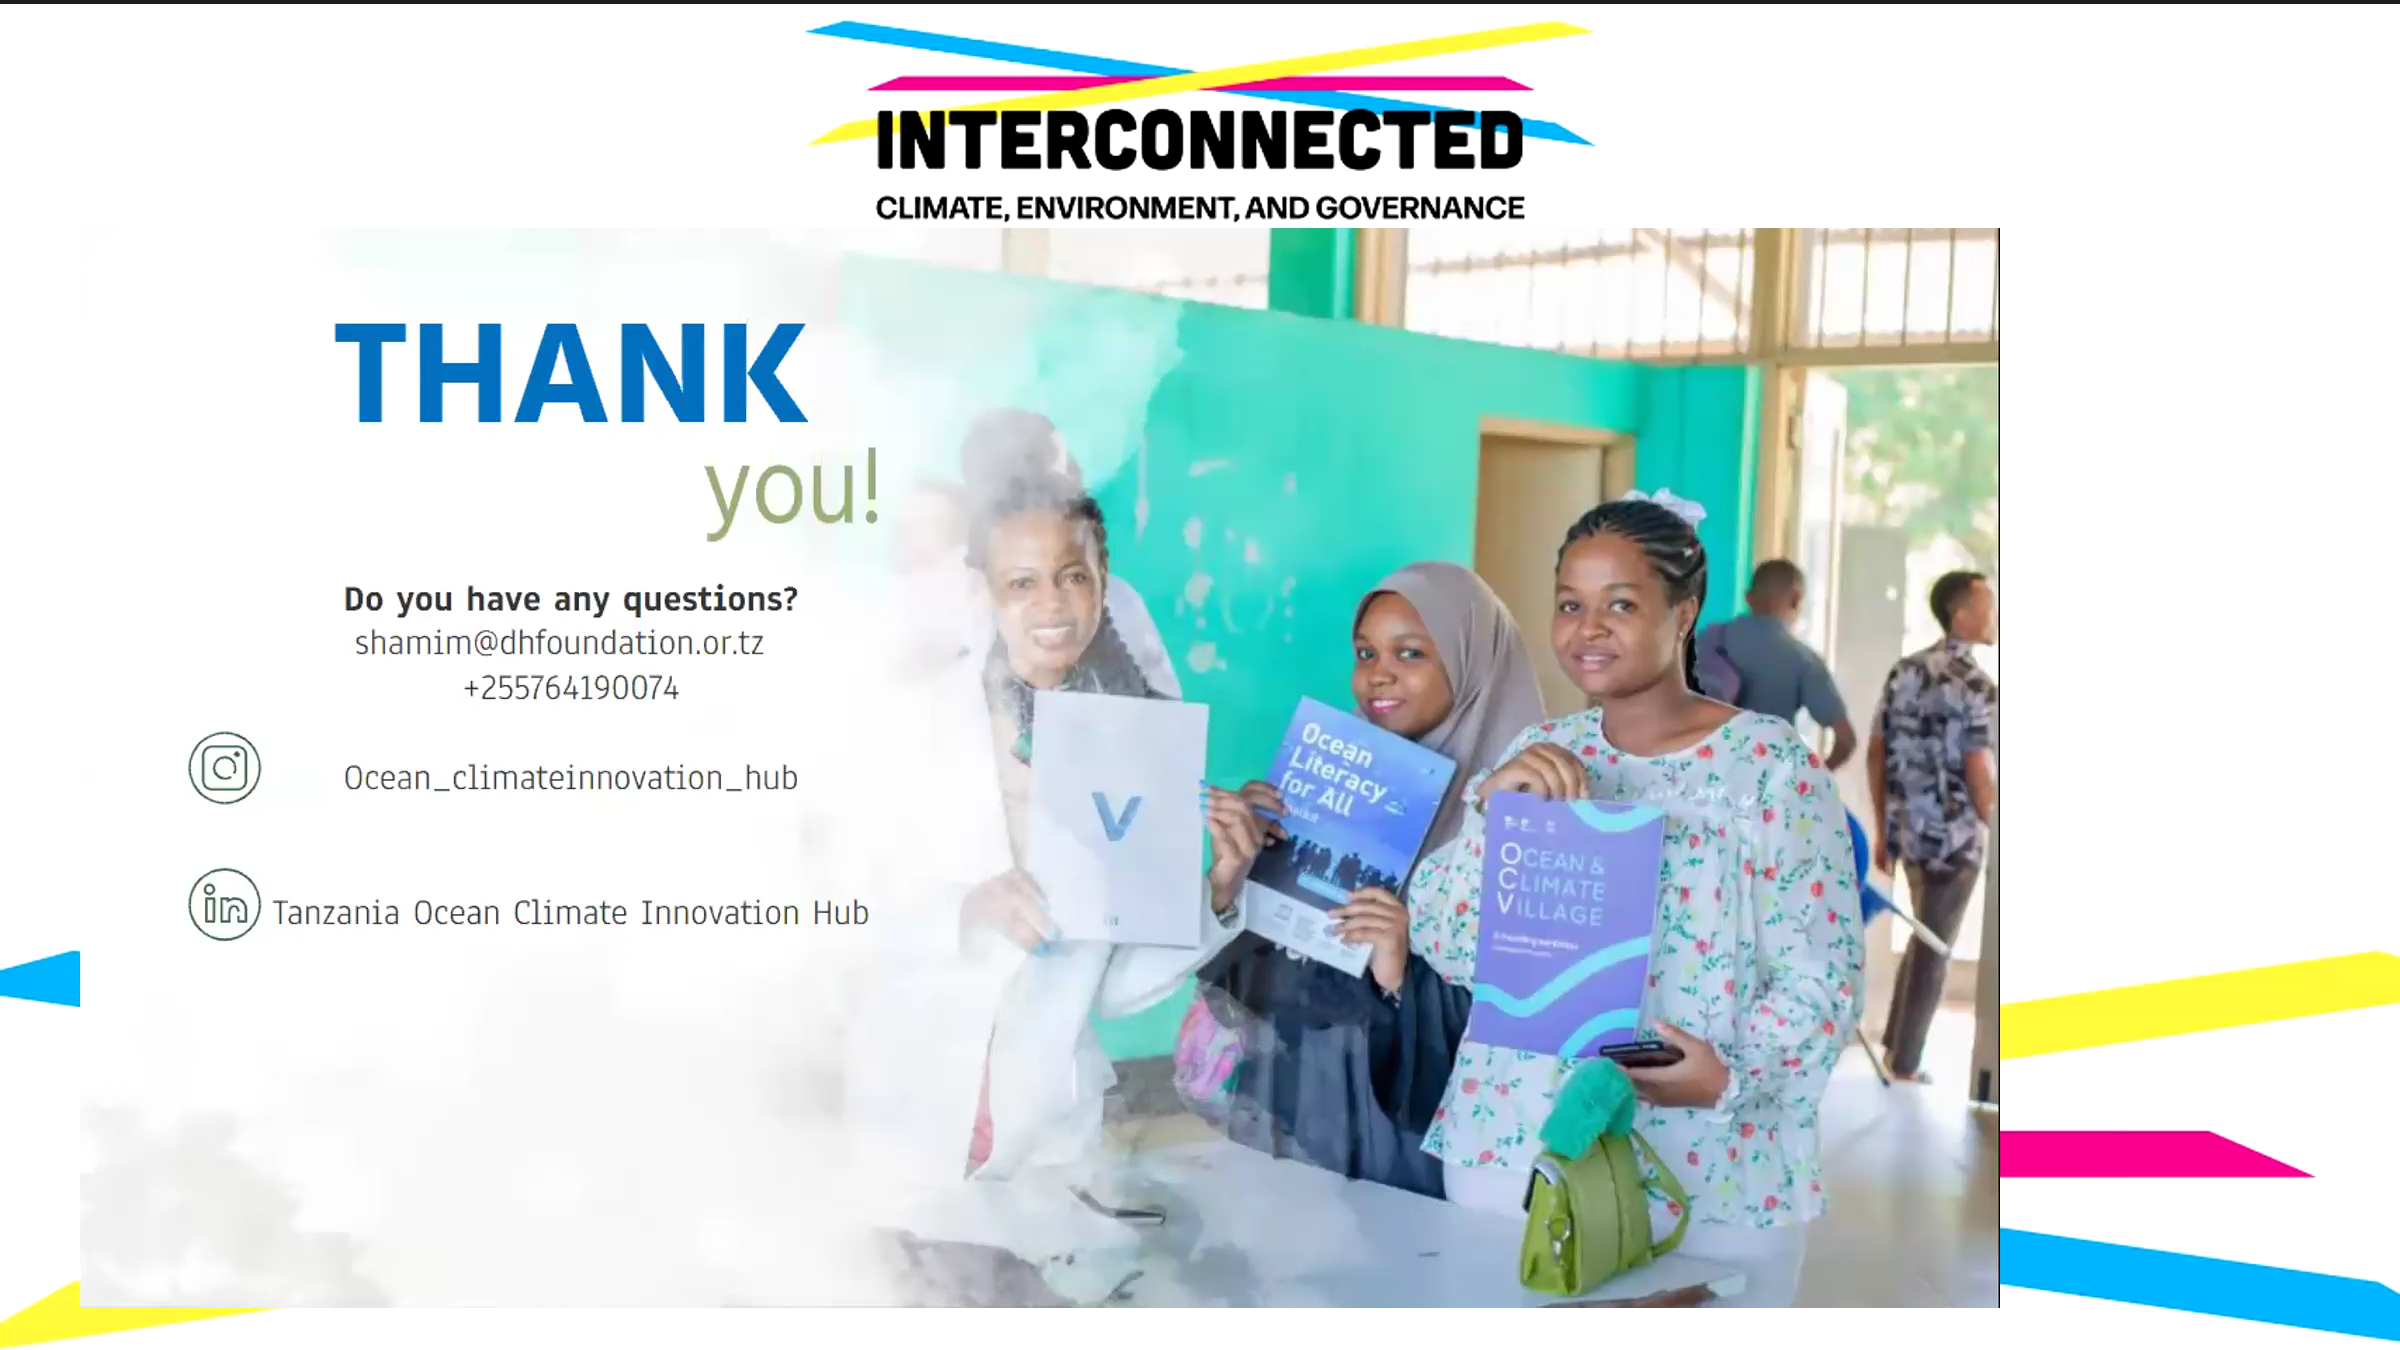 INTERCONNECTED
CLIMATE, ENVIRONMENT, AND GOVERNANCE
THANK
you!
Do you have any questions?
shamim@dhfoundation.or.tz
+255764190074
Ocean_climateinnovation_hub
in Tanzania Ocean Climate Innovation Hub
V
Ocean
Literacy
for All
OCEAN &
CLIMATE
VILLAGE